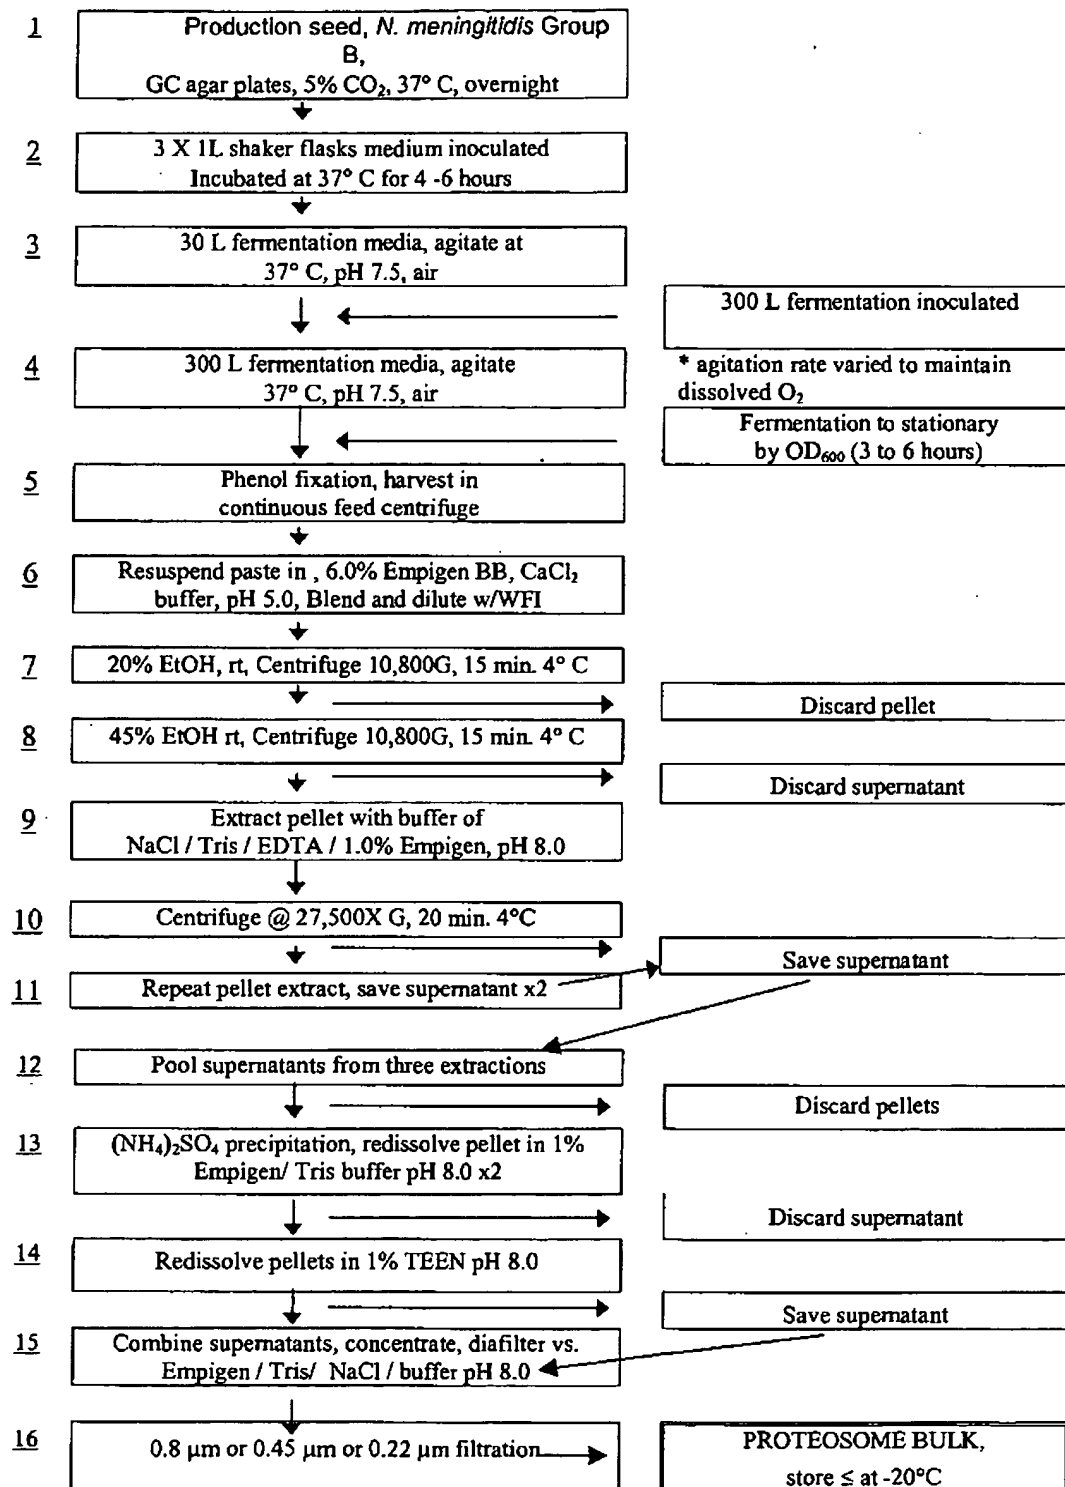 1
Production seed, N. meningitidis Group
B,
GC agar plates, 5% CO₂, 37° C, overnight
2
3 X 1L shaker flasks medium inoculated
Incubated at 37° C for 4 -6 hours
3
30 L fermentation media, agitate at
37° C, pH 7.5, air
300 L fermentation inoculated
4
300 L fermentation media, agitate
37° C, pH 7.5, air
* agitation rate varied to maintain
dissolved O₂
Fermentation to stationary
by OD₆₀₀ (3 to 6 hours)
5
Phenol fixation, harvest in
continuous feed centrifuge
6
Resuspend paste in , 6.0% Empigen BB, CaCl₂
buffer, pH 5.0, Blend and dilute w/WFI
7
20% EtOH, rt, Centrifuge 10,800G, 15 min. 4° C
Discard pellet
8
45% EtOH rt, Centrifuge 10,800G, 15 min. 4° C
Discard supernatant
9
Extract pellet with buffer of
NaCl / Tris / EDTA / 1.0% Empigen, pH 8.0
10
Centrifuge @ 27,500X G, 20 min. 4°C
Save supernatant
11
Repeat pellet extract, save supernatant x2
12
Pool supernatants from three extractions
Discard pellets
13
(NH₄)₂SO₄ precipitation, redissolve pellet in 1%
Empigen/ Tris buffer pH 8.0 x2
Discard supernatant
14
Redissolve pellets in 1% TEEN pH 8.0
Save supernatant
15
Combine supernatants, concentrate, diafilter vs.
Empigen / Tris/ NaCl / buffer pH 8.0
16
0.8 µm or 0.45 µm or 0.22 µm filtration
PROTEOSOME BULK,
store ≤ at -20°C